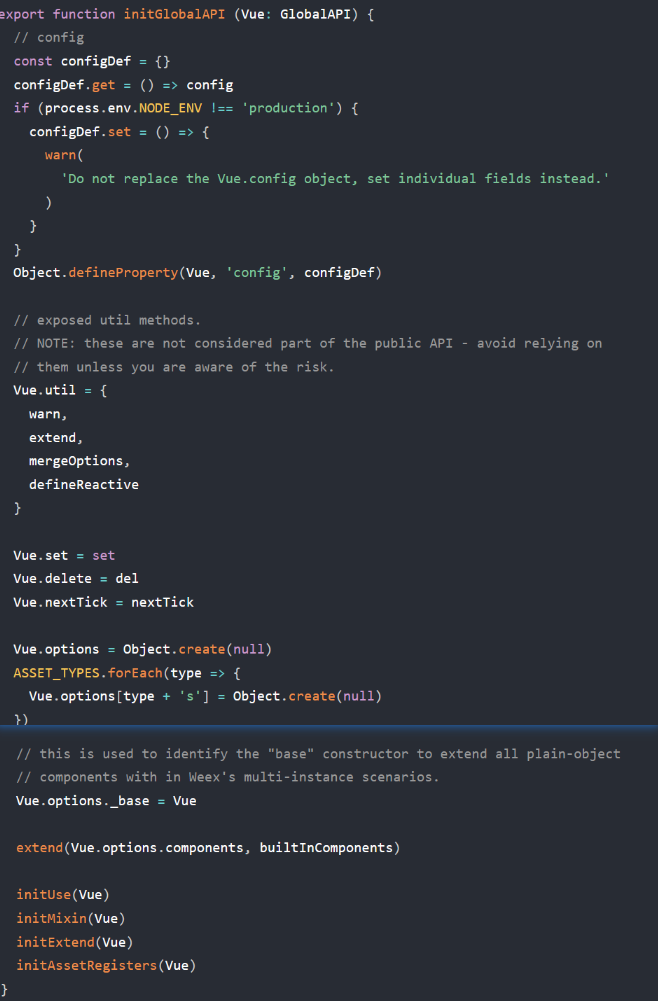 export function initGlobalAPI (Vue: GlobalAPI) {
  // config
  const configDef = {}
  configDef.get = () => config
  if (process.env.NODE_ENV !== 'production') {
    configDef.set = () => {
      warn(
        'Do not replace the Vue.config object, set individual fields instead.'
      )
    }
  }
  Object.defineProperty(Vue, 'config', configDef)

  // exposed util methods.
  // NOTE: these are not considered part of the public API - avoid relying on
  // them unless you are aware of the risk.
  Vue.util = {
    warn,
    extend,
    mergeOptions,
    defineReactive
  }

  Vue.set = set
  Vue.delete = del
  Vue.nextTick = nextTick

  Vue.options = Object.create(null)
  ASSET_TYPES.forEach(type => {
    Vue.options[type + 's'] = Object.create(null)
  })
  // this is used to identify the "base" constructor to extend all plain-object
  // components with in Weex's multi-instance scenarios.
  Vue.options._base = Vue

  extend(Vue.options.components, builtInComponents)

  initUse(Vue)
  initMixin(Vue)
  initExtend(Vue)
  initAssetRegisters(Vue)
}